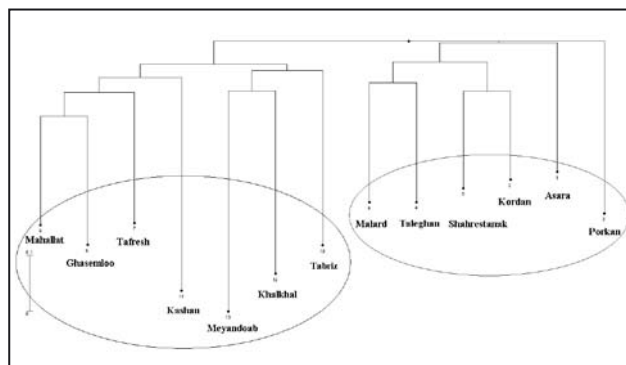 Mahallat
Ghasemloo
Tafresh
Kashan
Meyandoab
Khalkhal
Tabriz
Malard
Taleghan
Shahrestanak
Kordan
Asara
Porkan